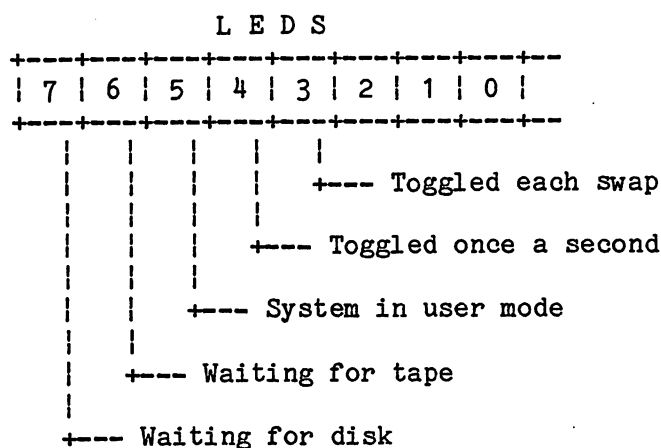 L E D S
7 6 5 4 3 2 1 0
Toggled each swap
Toggled once a second
System in user mode
Waiting for tape
Waiting for disk